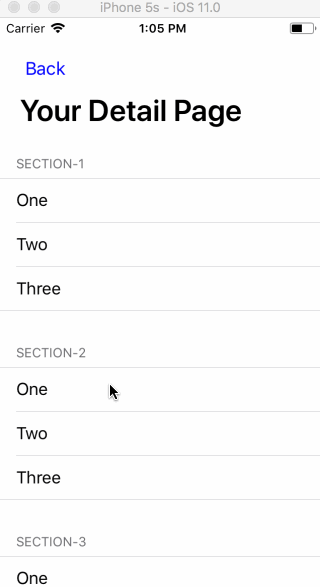 iPhone 5s - iOS 11.0
Carrier 1:05 PM
Back
Your Detail Page
SECTION-1
One
Two
Three
SECTION-2
One
Two
Three
SECTION-3
One